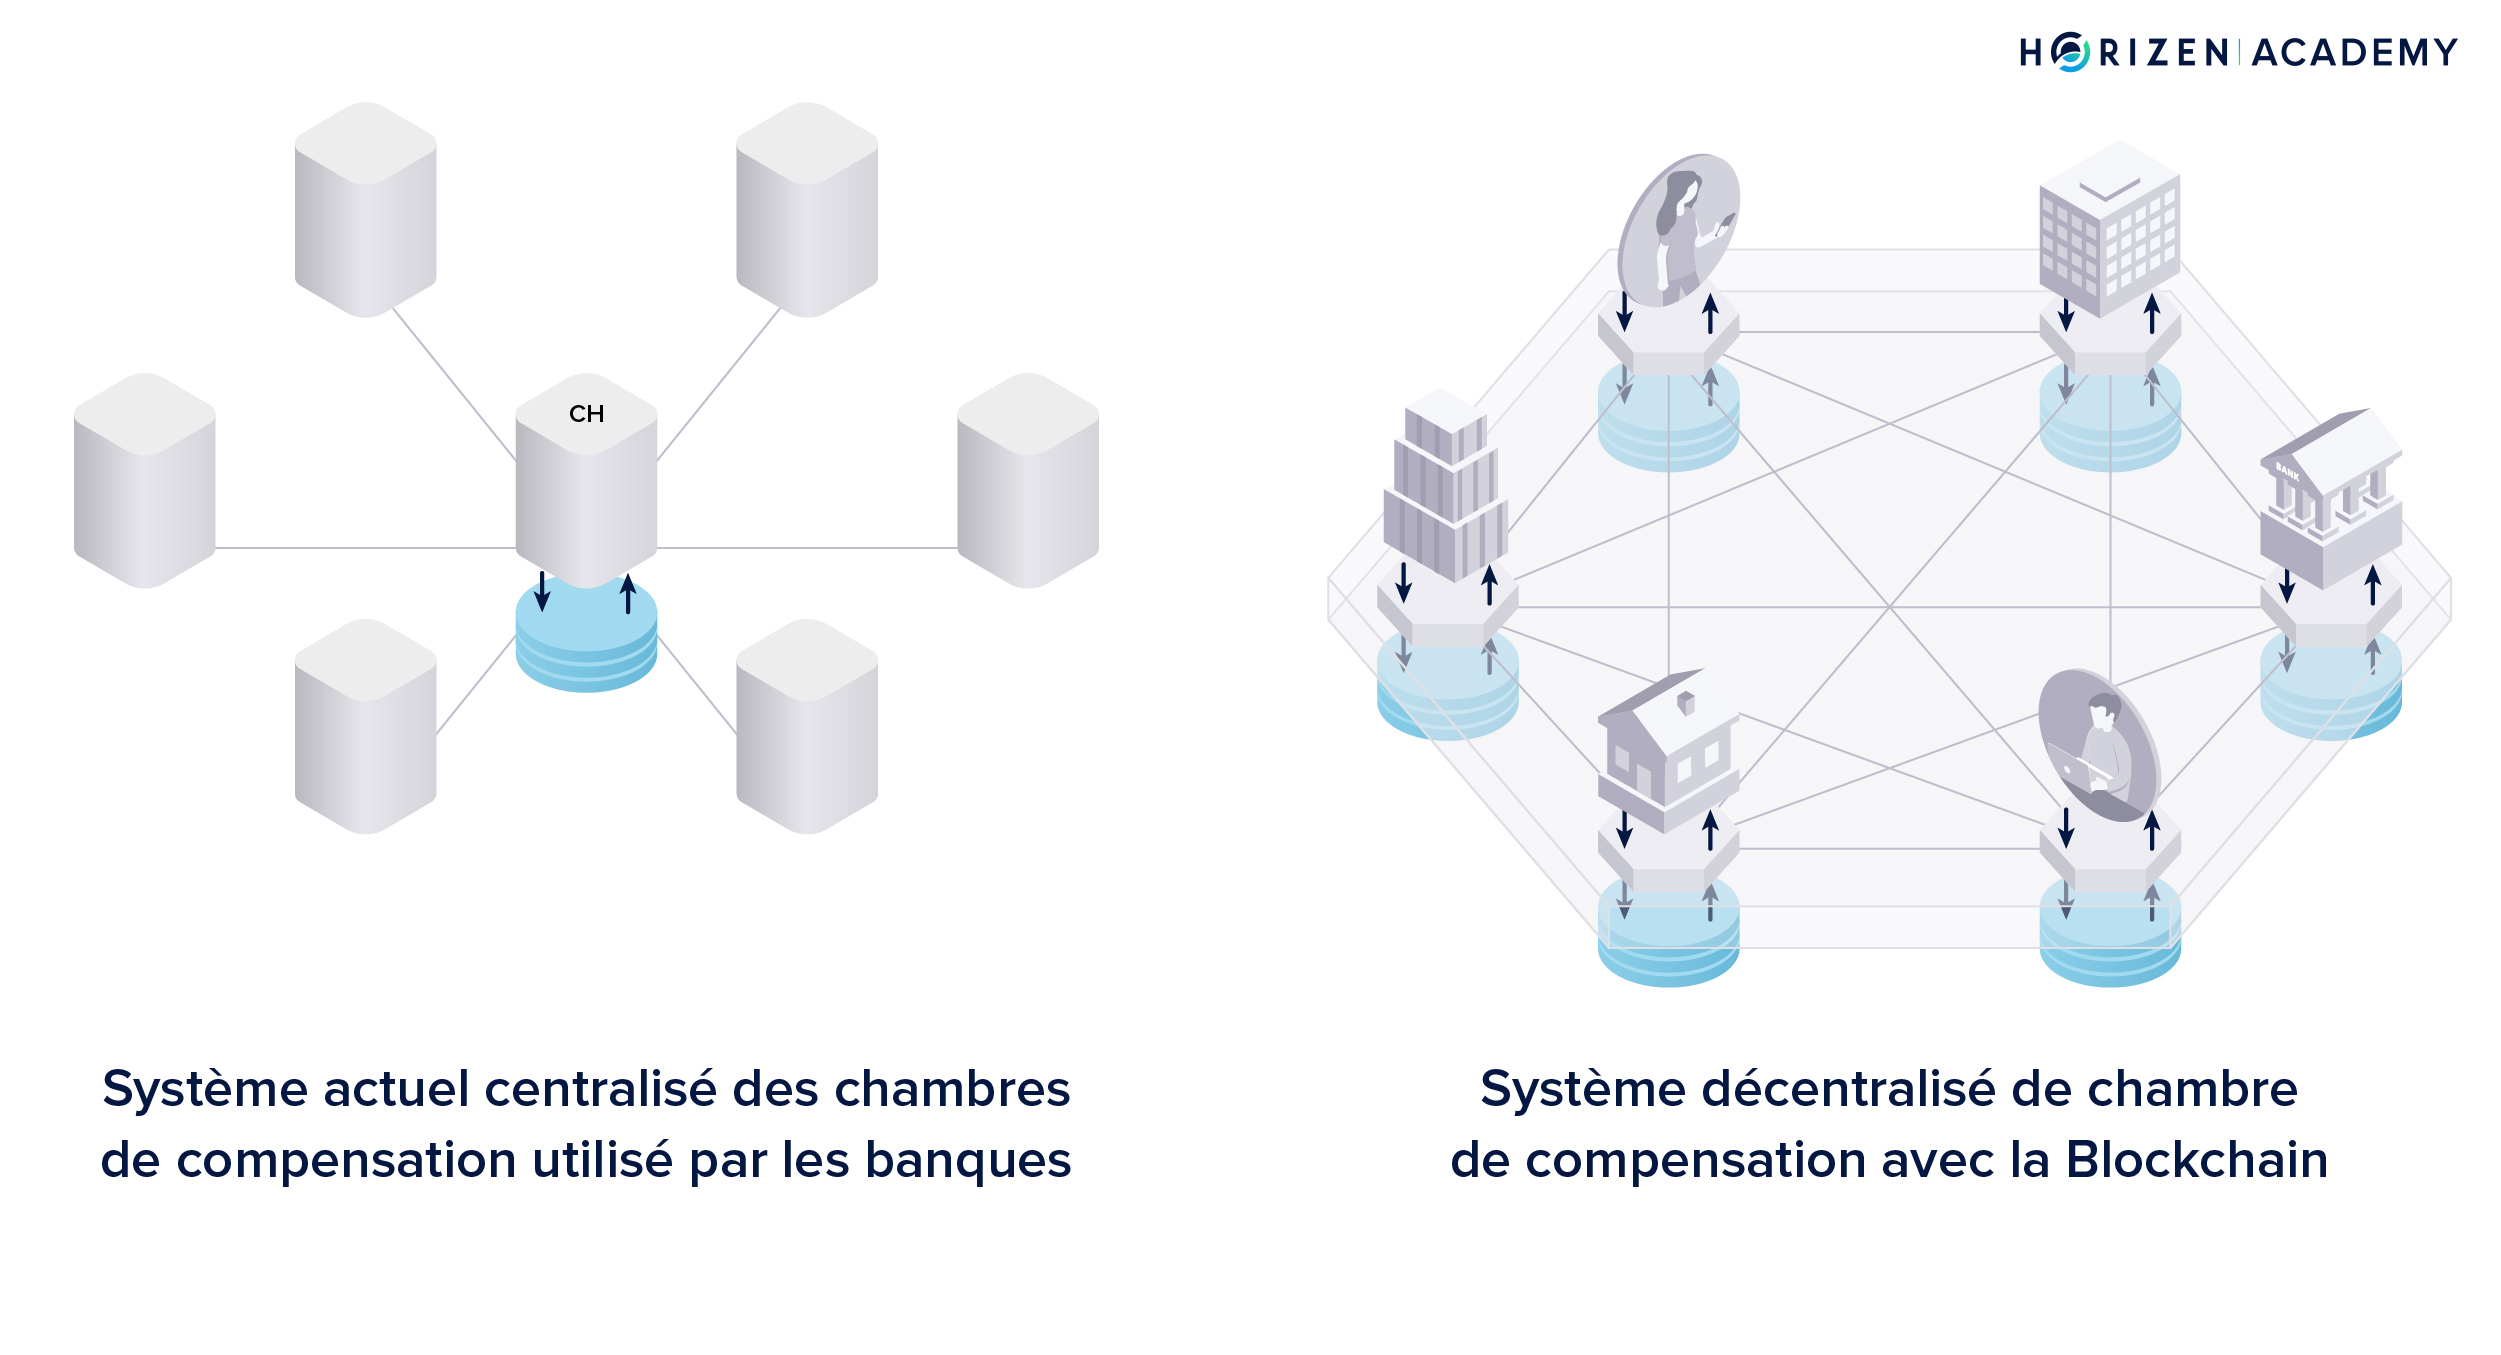 HORIZEN ACADEMY
CH
BANK
Système actuel centralisé des chambres
de compensation utilisé par les banques
Système décentralisé de chambre
de compensation avec la Blockchain